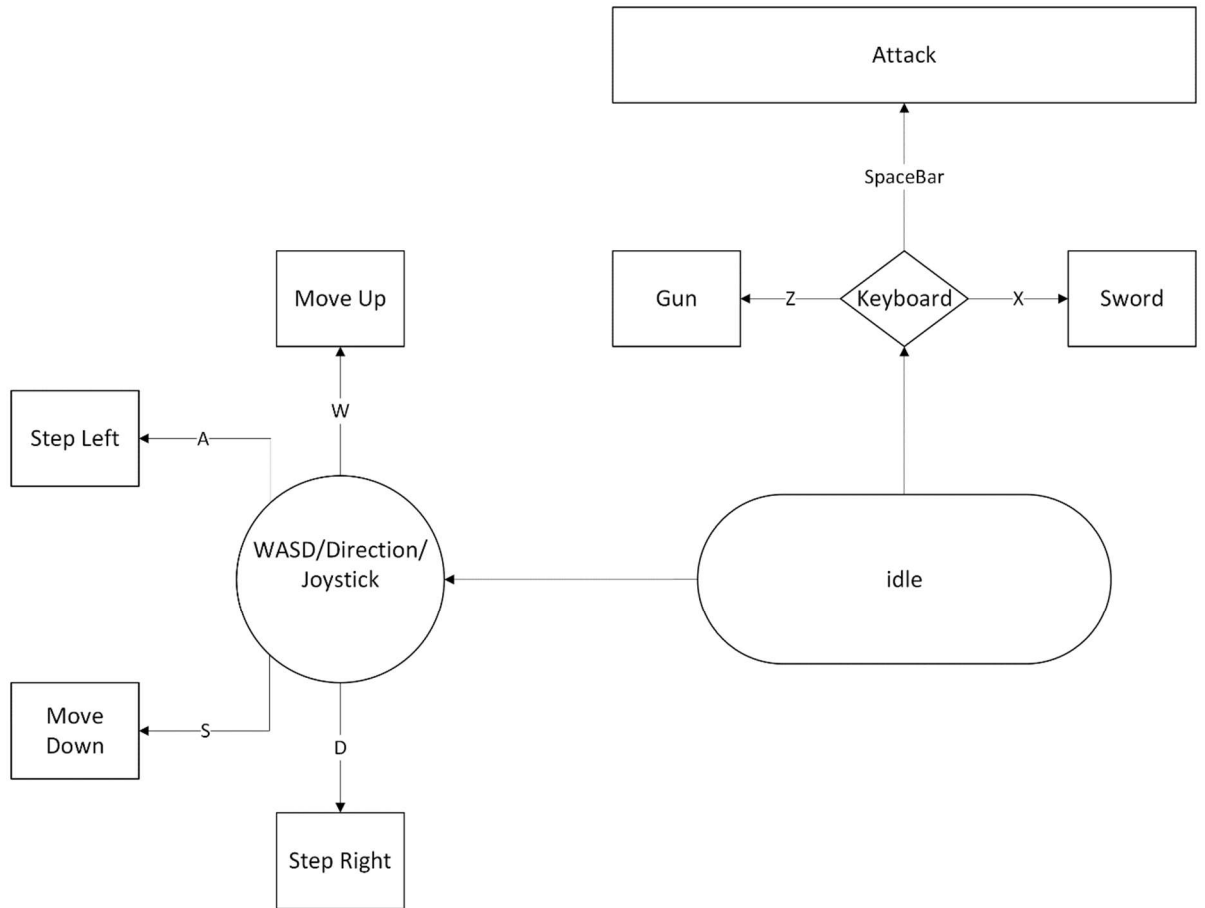 Attack
SpaceBar
Move Up
Gun
Z
Keyboard
X
Sword
W
Step Left
A
WASD/Direction/
Joystick
idle
Move
Down
S
D
Step Right